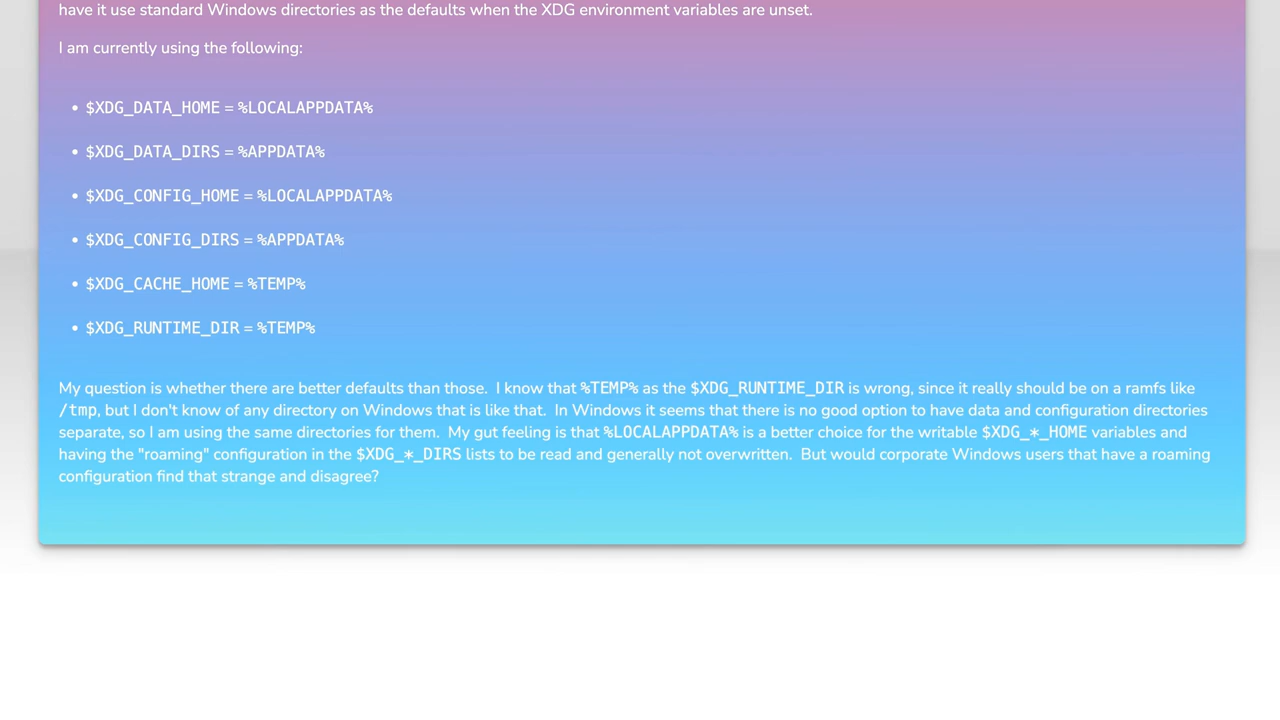 have it use standard Windows directories as the defaults when the XDG environment variables are unset.
I am currently using the following:
• $XDG_DATA_HOME = %LOCALAPPDATA%
• $XDG_DATA_DIRS = %APPDATA%
• $XDG_CONFIG_HOME = %LOCALAPPDATA%
• $XDG_CONFIG_DIRS = %APPDATA%
• $XDG_CACHE_HOME = %TEMP%
• $XDG_RUNTIME_DIR = %TEMP%
My question is whether there are better defaults than those.  I know that %TEMP% as the $XDG_RUNTIME_DIR is wrong, since it really should be on a ramfs like
/tmp, but I don't know of any directory on Windows that is like that.  In Windows it seems that there is no good option to have data and configuration directories
separate, so I am using the same directories for them.  My gut feeling is that %LOCALAPPDATA% is a better choice for the writable $XDG_*_HOME variables and
having the "roaming" configuration in the $XDG_*_DIRS lists to be read and generally not overwritten.  But would corporate Windows users that have a roaming
configuration find that strange and disagree?